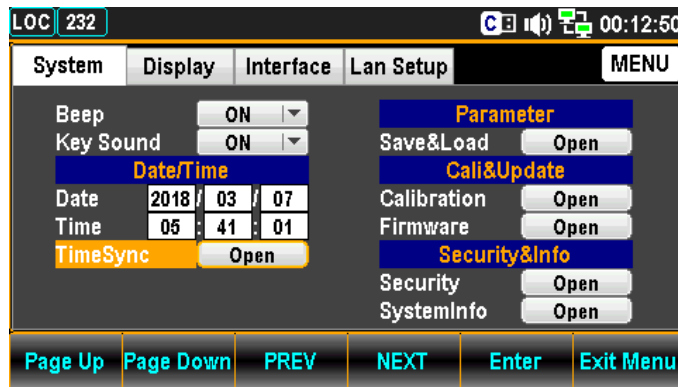 LOC 232 C 00:12:50
System Display Interface Lan Setup MENU
Beep ON
Key Sound ON
Date/Time
Date 2018 / 03 / 07
Time 05 : 41 : 01
TimeSync Open
Parameter
Save&Load Open
Cali&Update
Calibration Open
Firmware Open
Security&Info
Security Open
SystemInfo Open
Page Up Page Down PREV NEXT Enter Exit Menu